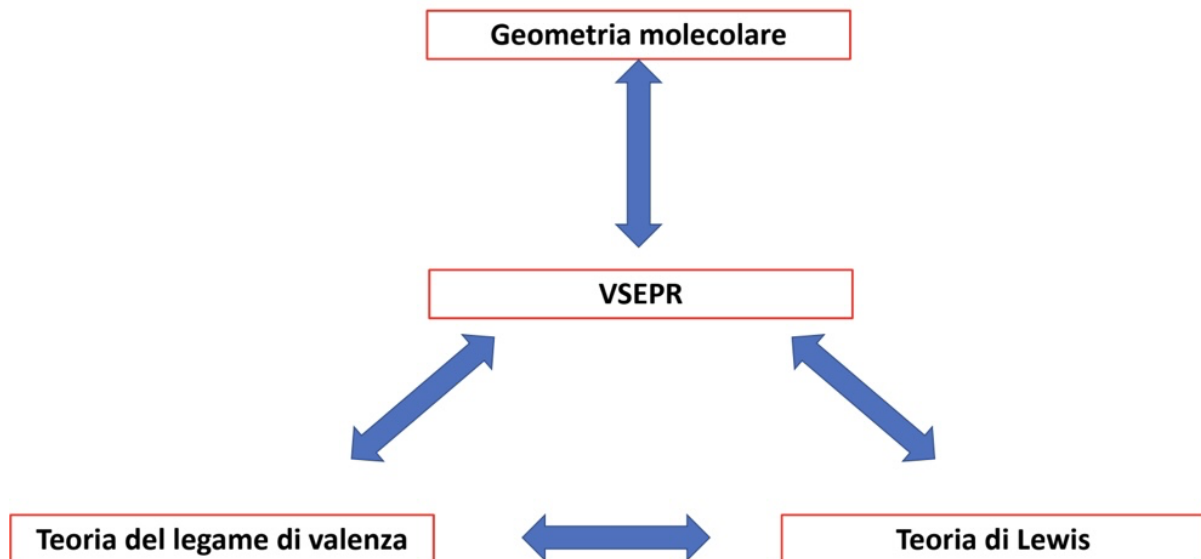 Geometria molecolare
VSEPR
Teoria del legame di valenza
Teoria di Lewis